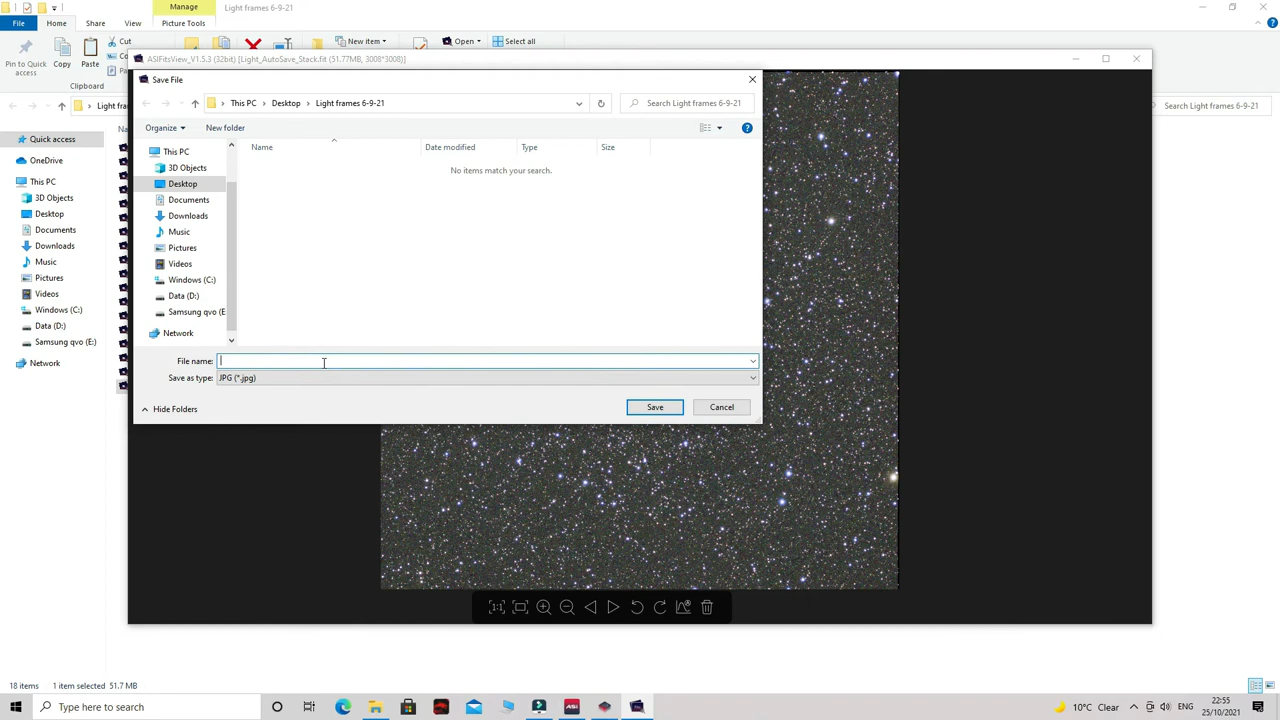 Manage
Light frames 6-9-21
File
Home
Share
View
Picture Tools
Pin to Quick access
Copy
Paste
Cut
Clipboard
New item
Open
Select all
ASIFitsView_V1.5.3 (32bit) [Light_AutoSave_Stack.fit (51.77MB, 3008*3008)]
Save File
This PC
Desktop
Light frames 6-9-21
Search Light frames 6-9-21
Search Light frames 6-9-21
Organize
New folder
Name
Date modified
Type
Size
No items match your search.
This PC
3D Objects
Desktop
Documents
Downloads
Music
Pictures
Videos
Windows (C:)
Data (D:)
Samsung qvo (E
Network
File name:
Save as type:
JPG (*.jpg)
Hide Folders
Save
Cancel
Quick access
OneDrive
This PC
3D Objects
Desktop
Documents
Downloads
Music
Pictures
Videos
Windows (C:)
Data (D:)
Samsung qvo (E:)
Network
1:1
18 items
1 item selected 51.7 MB
Type here to search
ASI
10°C Clear
ENG
22:55
25/10/2021